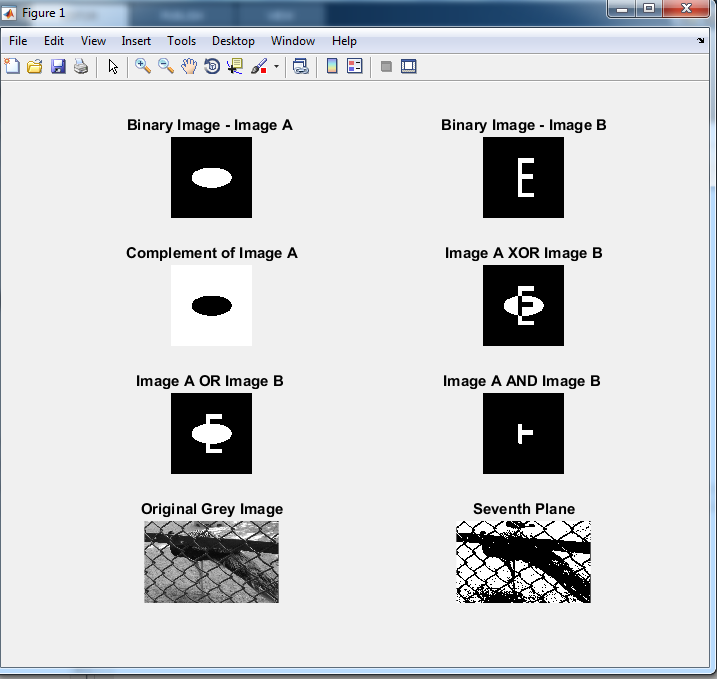 Figure 1
File Edit View Insert Tools Desktop Window Help
Binary Image - Image A
Binary Image - Image B
E
Complement of Image A
Image A XOR Image B
E
Image A OR Image B
E
Image A AND Image B
Original Grey Image
Seventh Plane